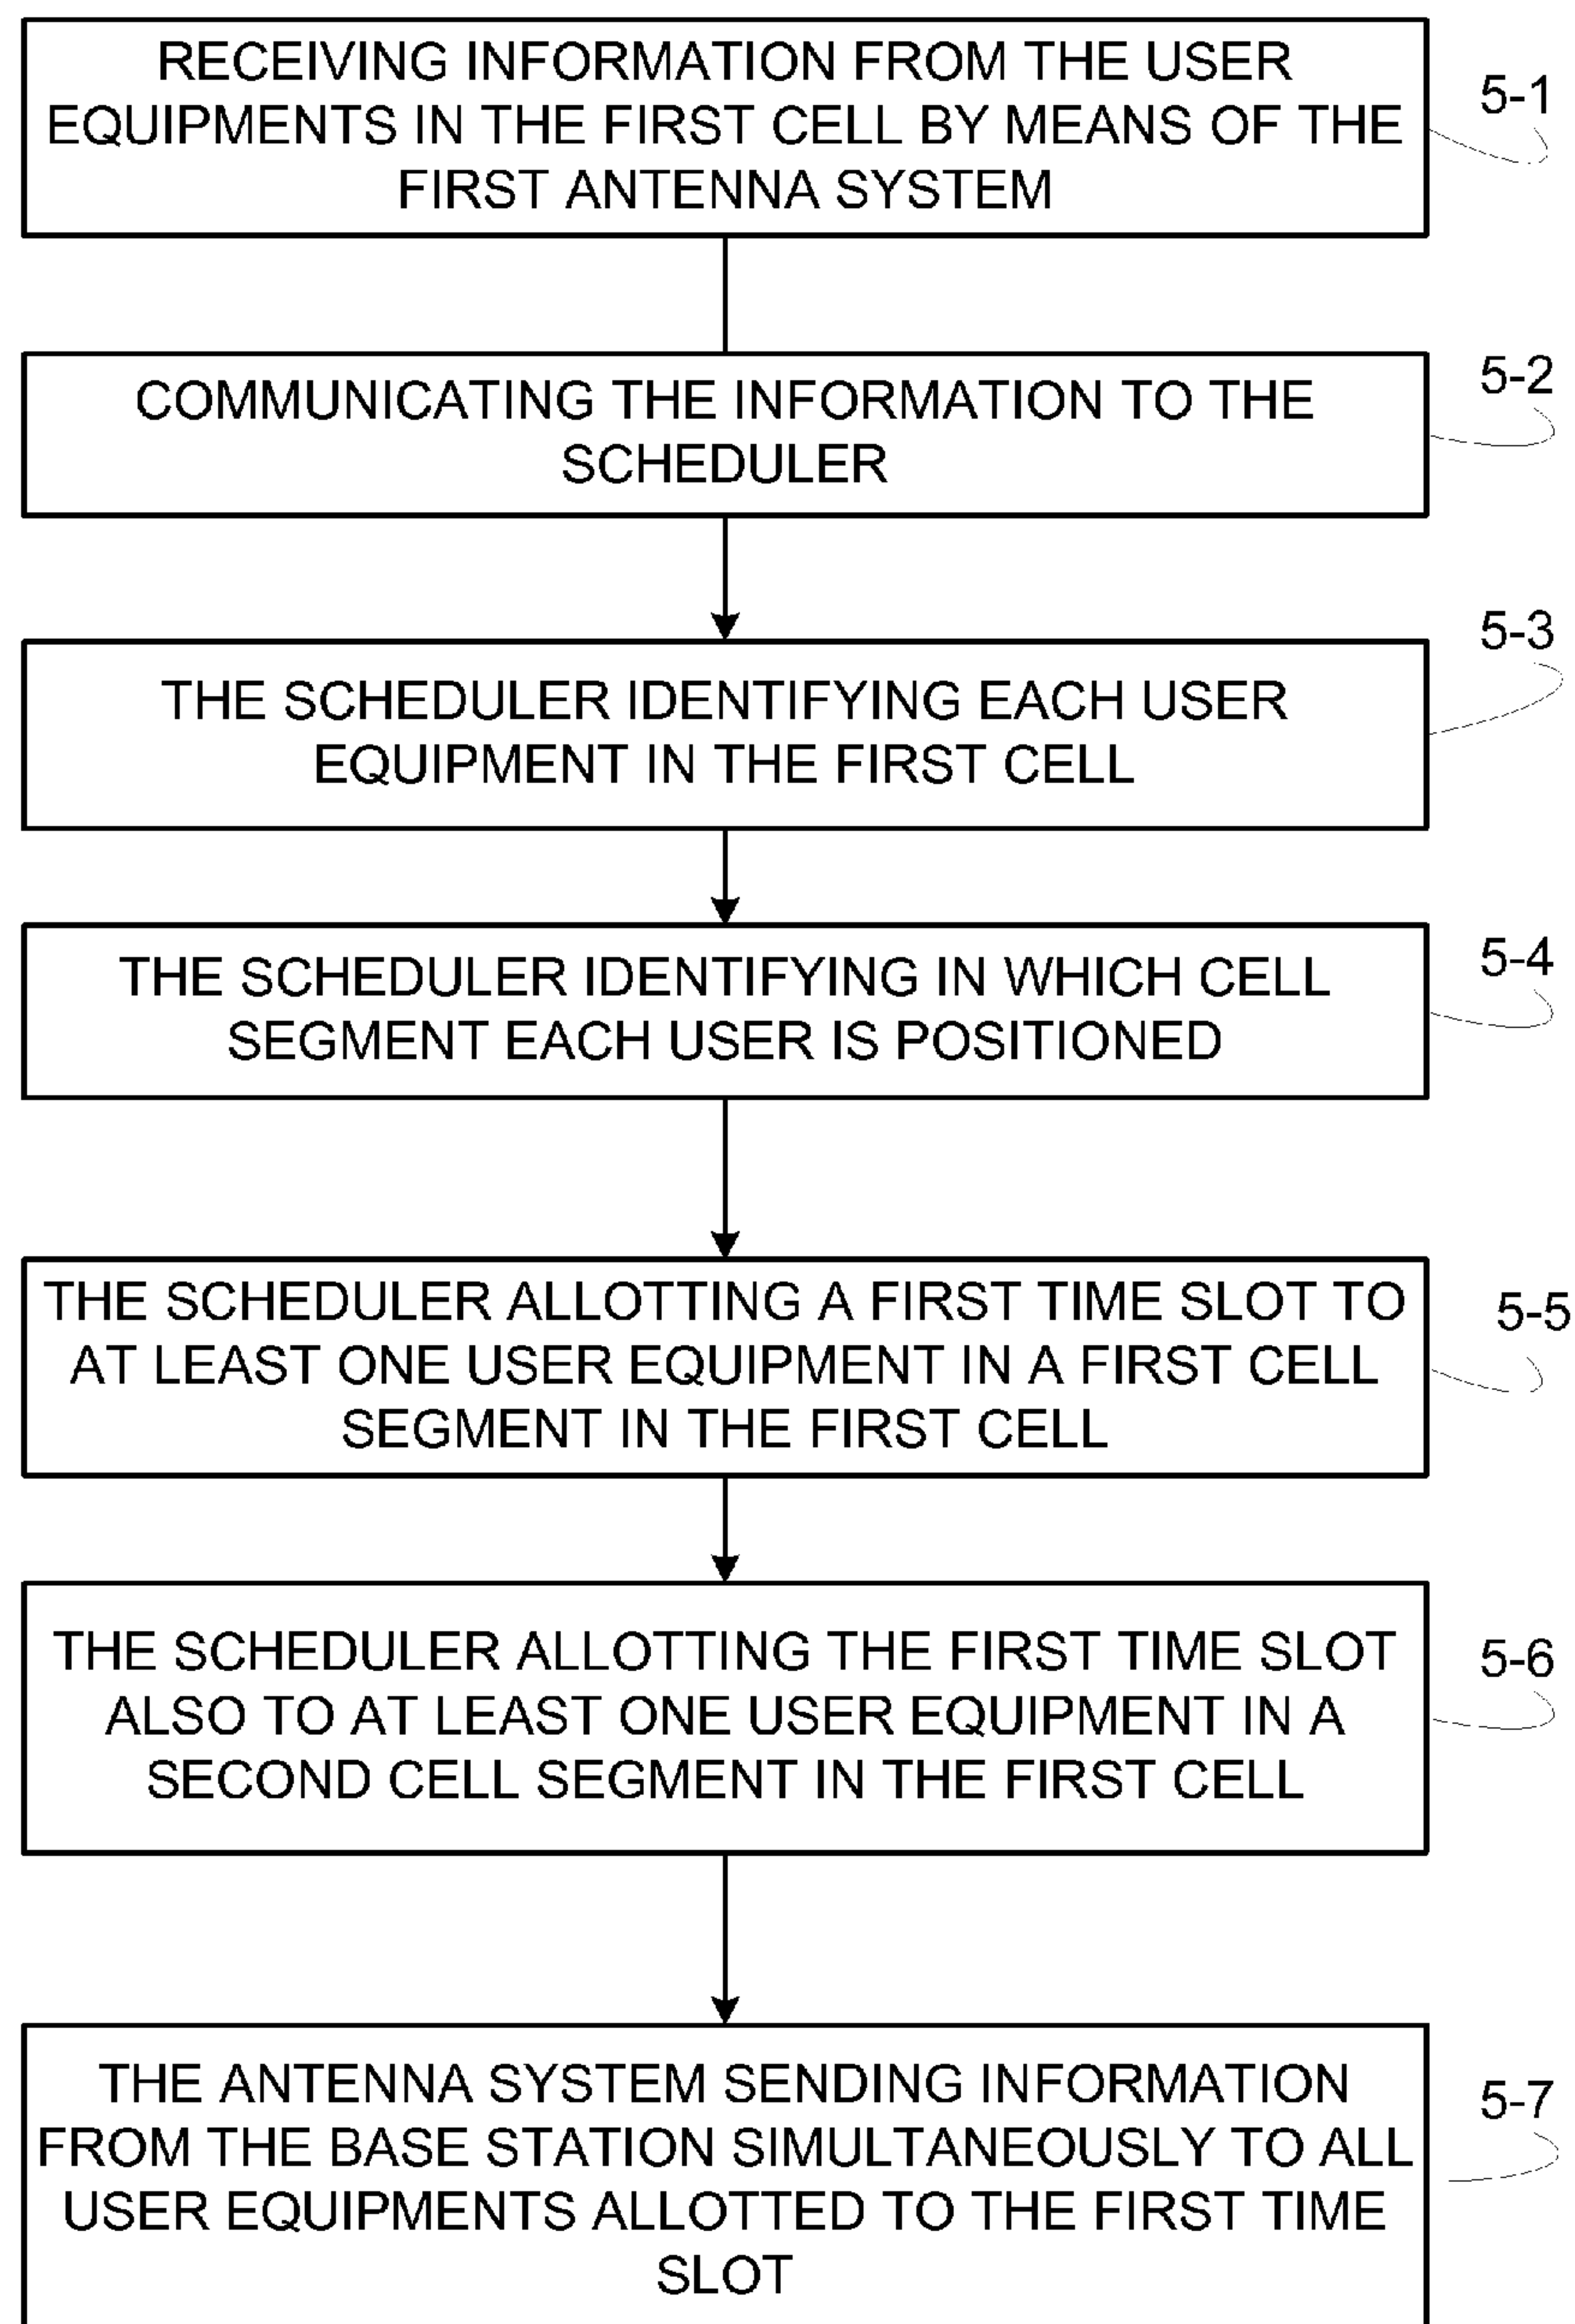 RECEIVING INFORMATION FROM THE USER
EQUIPMENTS IN THE FIRST CELL BY MEANS OF THE
FIRST ANTENNA SYSTEM
5-1
COMMUNICATING THE INFORMATION TO THE
SCHEDULER
5-2
THE SCHEDULER IDENTIFYING EACH USER
EQUIPMENT IN THE FIRST CELL
5-3
THE SCHEDULER IDENTIFYING IN WHICH CELL
SEGMENT EACH USER IS POSITIONED
5-4
THE SCHEDULER ALLOTTING A FIRST TIME SLOT TO
AT LEAST ONE USER EQUIPMENT IN A FIRST CELL
SEGMENT IN THE FIRST CELL
5-5
THE SCHEDULER ALLOTTING THE FIRST TIME SLOT
ALSO TO AT LEAST ONE USER EQUIPMENT IN A
SECOND CELL SEGMENT IN THE FIRST CELL
5-6
THE ANTENNA SYSTEM SENDING INFORMATION
FROM THE BASE STATION SIMULTANEOUSLY TO ALL
USER EQUIPMENTS ALLOTTED TO THE FIRST TIME
SLOT
5-7